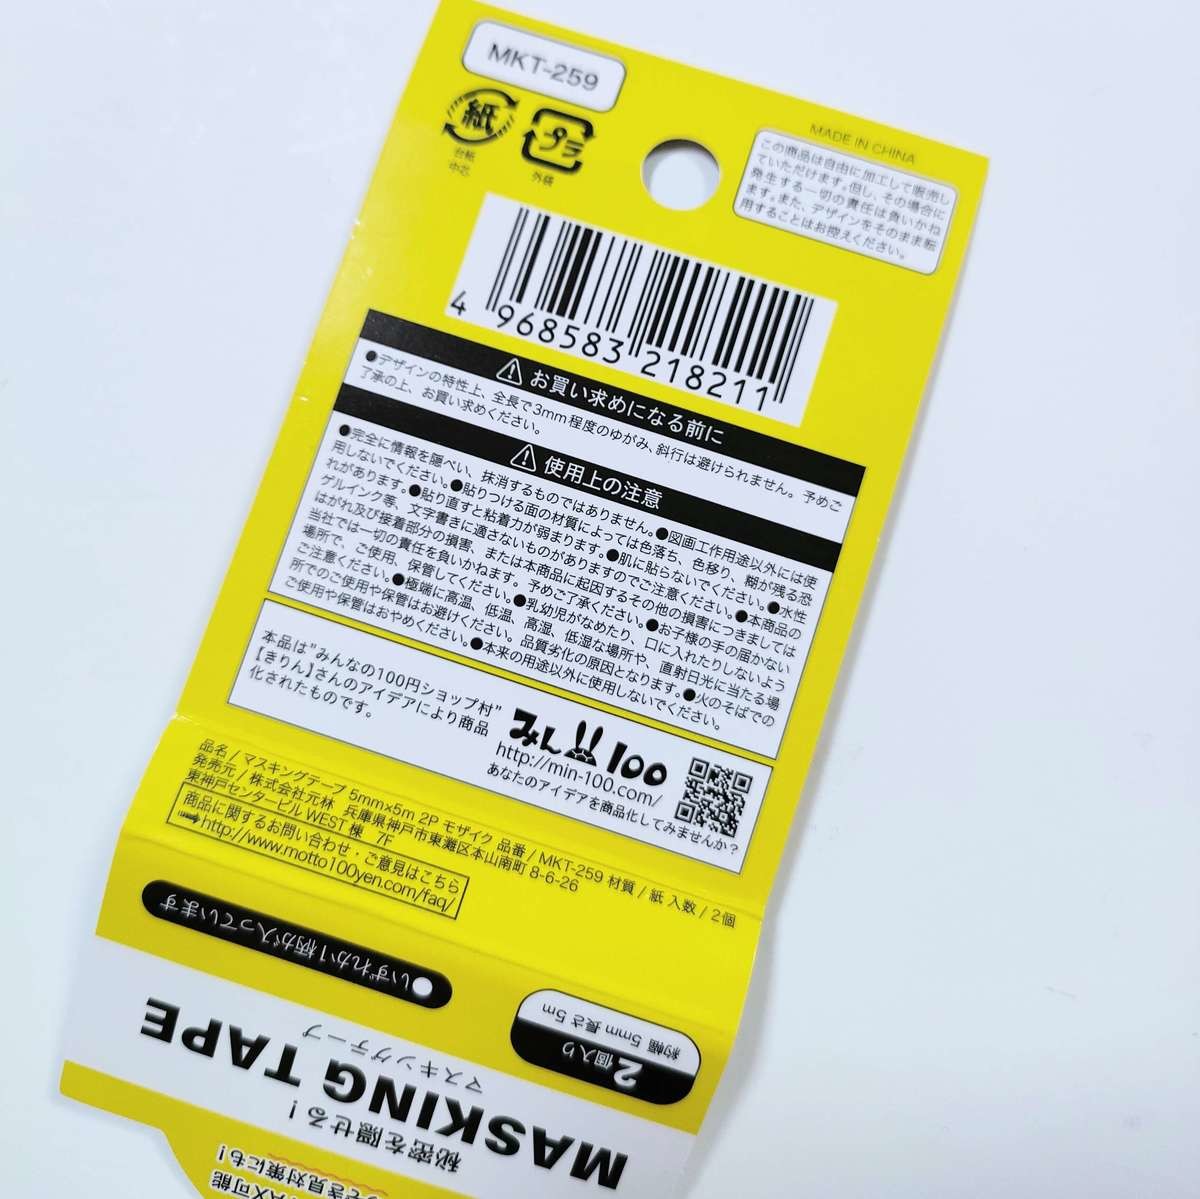 MKT-259
紙
台紙
中芯
プラ
外袋
MADE IN CHINA
この商品は自由に加工して販売し
ていただけます。但し、その場合に
発生する一切の責任は負いかね
ます。また、デザインをそのまま転
用することはお控えください。
4 968583 218211
お買い求めになる前に
●デザインの特性上、全長で3mm程度のゆがみ、斜行は避けられません。予めご
了承の上、お買い求めください。
使用上の注意
●完全に情報を隠ぺい、抹消するものではありません。●図画工作用途以外には使
用しないでください。●貼りつける面の材質によっては色落ち、色移り、糊が残る恐
れがあります。●貼り直すと粘着力が弱まります。●肌に貼らないでください。●水性
ゲルインク等、文字書きに適さないものがありますのでご注意ください。●本商品の
はがれ及び接着部分の損害、または本商品に起因するその他の損害につきましては
当社では一切の責任を負いかねます。予めご了承ください。●お子様の手の届かない
場所で、ご使用、保管してください。●乳幼児がなめたり、口に入れたりしないよう
ご注意ください。●極端に高温、低温、高湿、低湿な場所や、直射日光に当たる場
所でのご使用や保管はお避けください。品質劣化の原因となります。●火のそばでの
ご使用や保管はおやめください。●本来の用途以外に使用しないでください。
本品は"みんなの100円ショップ村"
【きりん】さんのアイデアにより商品
化されたものです。
みん100
http://min-100.com/
あなたのアイデアを商品化してみませんか？
品名/マスキングテープ 5mm×5m 2P モザイク 品番/MKT-259 材質/紙 入数/2個
発売元/株式会社元林 兵庫県神戸市東灘区本山南町 8-6-26
東神戸センタービル WEST 棟 7F
商品に関するお問い合わせ・ご意見はこちら
http://www.motto100yen.com/faq/
●いずれか1柄が入っています
2個入り
約幅 5mm 長さ 5m
MASKING TAPE
マスキングテープ
秘密を隠せる！
ぞき見対策にも！
AX可能